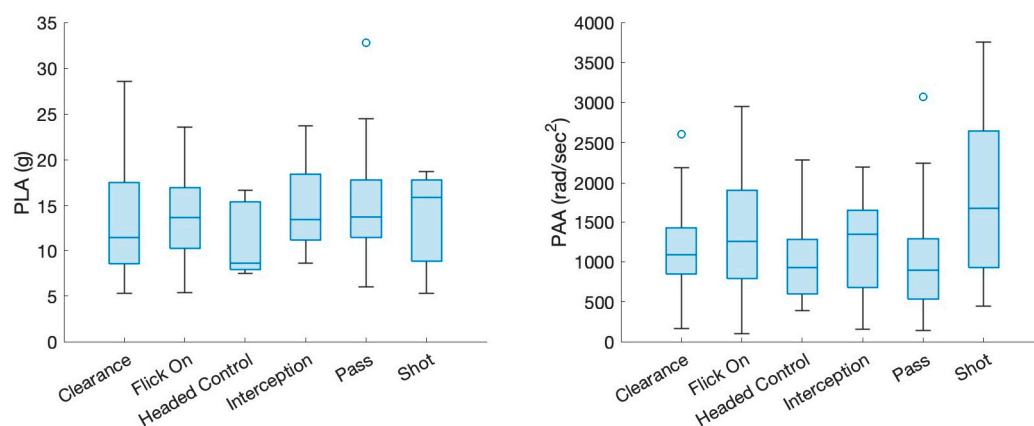 PLA (g)
35
30
25
20
15
10
5
0
Clearance
Flick On
Headed Control
Interception
Pass
Shot
PAA (rad/sec²)
4000
3500
3000
2500
2000
1500
1000
500
0
Clearance
Flick On
Headed Control
Interception
Pass
Shot